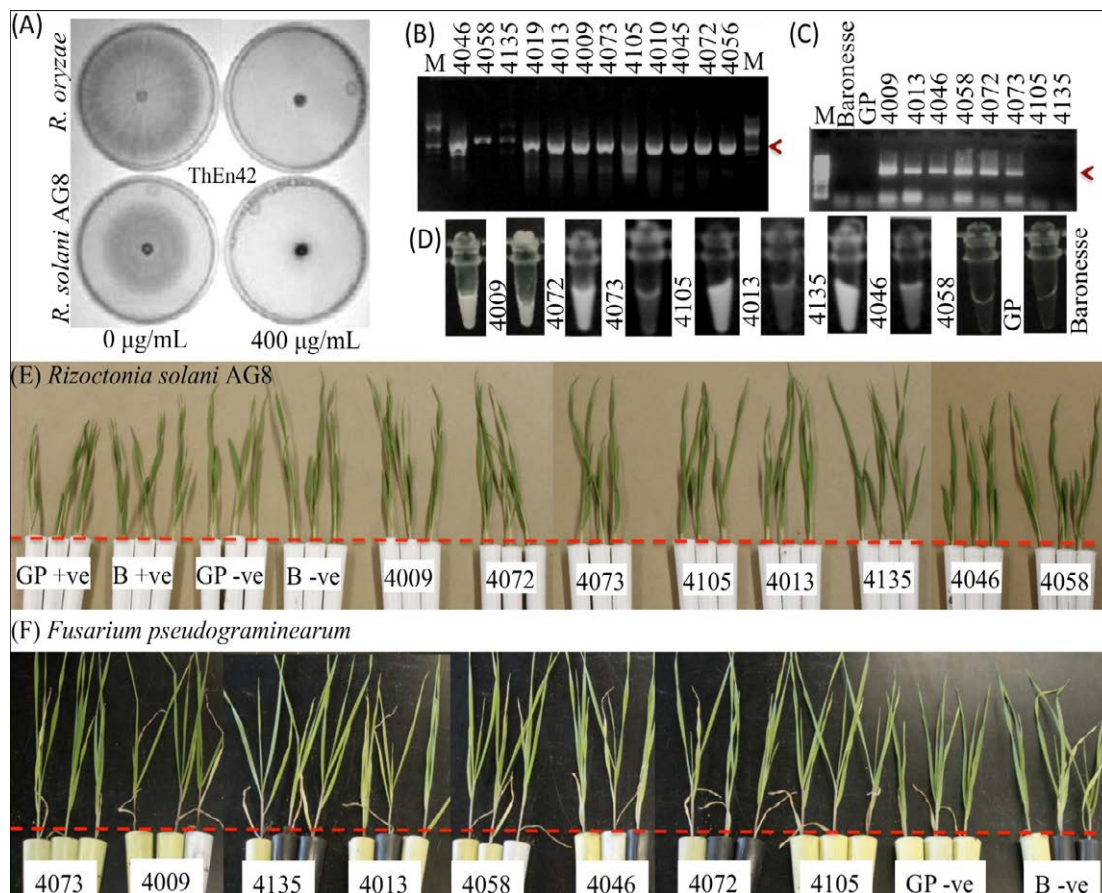 (A)
R. oryzae
R. solani AG8
ThEn42
0 µg/mL
400 µg/mL
(B)
M 4046 4058 4135 4019 4013 4009 4073 4105 4010 4045 4072 4056 M
(C)
M Baronesse GP 4009 4013 4046 4058 4072 4073 4105 4135
(D)
4009 4072 4073 4105 4013 4135 4046 4058 GP Baronesse
(E) Rizoctonia solani AG8
GP +ve B +ve GP -ve B -ve 4009 4072 4073 4105 4013 4135 4046 4058
(F) Fusarium pseudograminearum
4073 4009 4135 4013 4058 4046 4072 4105 GP -ve B -ve